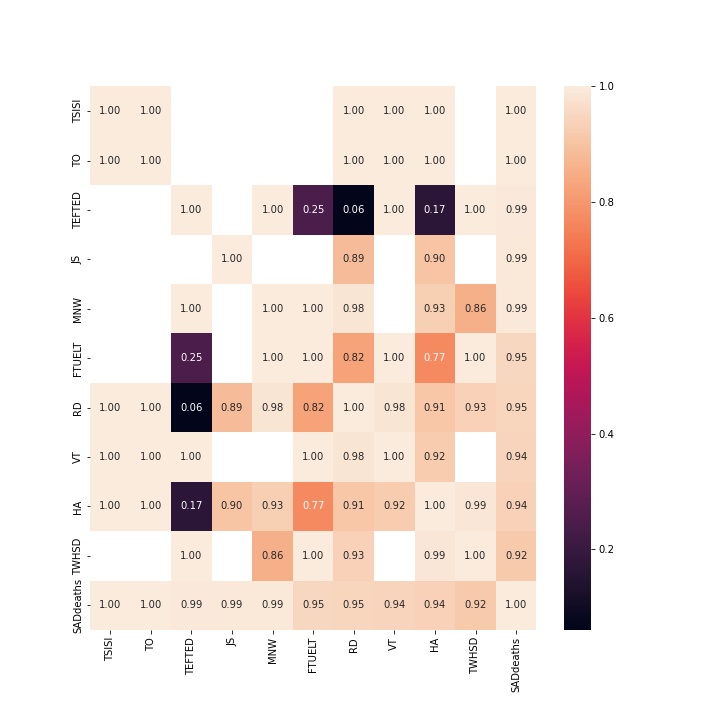 TSISI 1.00 1.00 1.00 1.00 1.00 1.00 1.0
TO 1.00 1.00 1.00 1.00 1.00 1.00
TEFTED 1.00 1.00 0.25 0.06 1.00 0.17 1.00 0.99 0.8
JS 1.00 0.89 0.90 0.99
MNW 1.00 1.00 1.00 0.98 0.93 0.86 0.99 0.6
FTUELT 0.25 1.00 1.00 0.82 1.00 0.77 1.00 0.95
RD 1.00 1.00 0.06 0.89 0.98 0.82 1.00 0.98 0.91 0.93 0.95 0.4
VT 1.00 1.00 1.00 1.00 0.98 1.00 0.92 0.94
HA 1.00 1.00 0.17 0.90 0.93 0.77 0.91 0.92 1.00 0.99 0.94
TWHSD 1.00 0.86 1.00 0.93 0.99 1.00 0.92 0.2
SADdeaths 1.00 1.00 0.99 0.99 0.99 0.95 0.95 0.94 0.94 0.92 1.00
TSISI TO TEFTED JS MNW FTUELT RD VT HA TWHSD SADdeaths